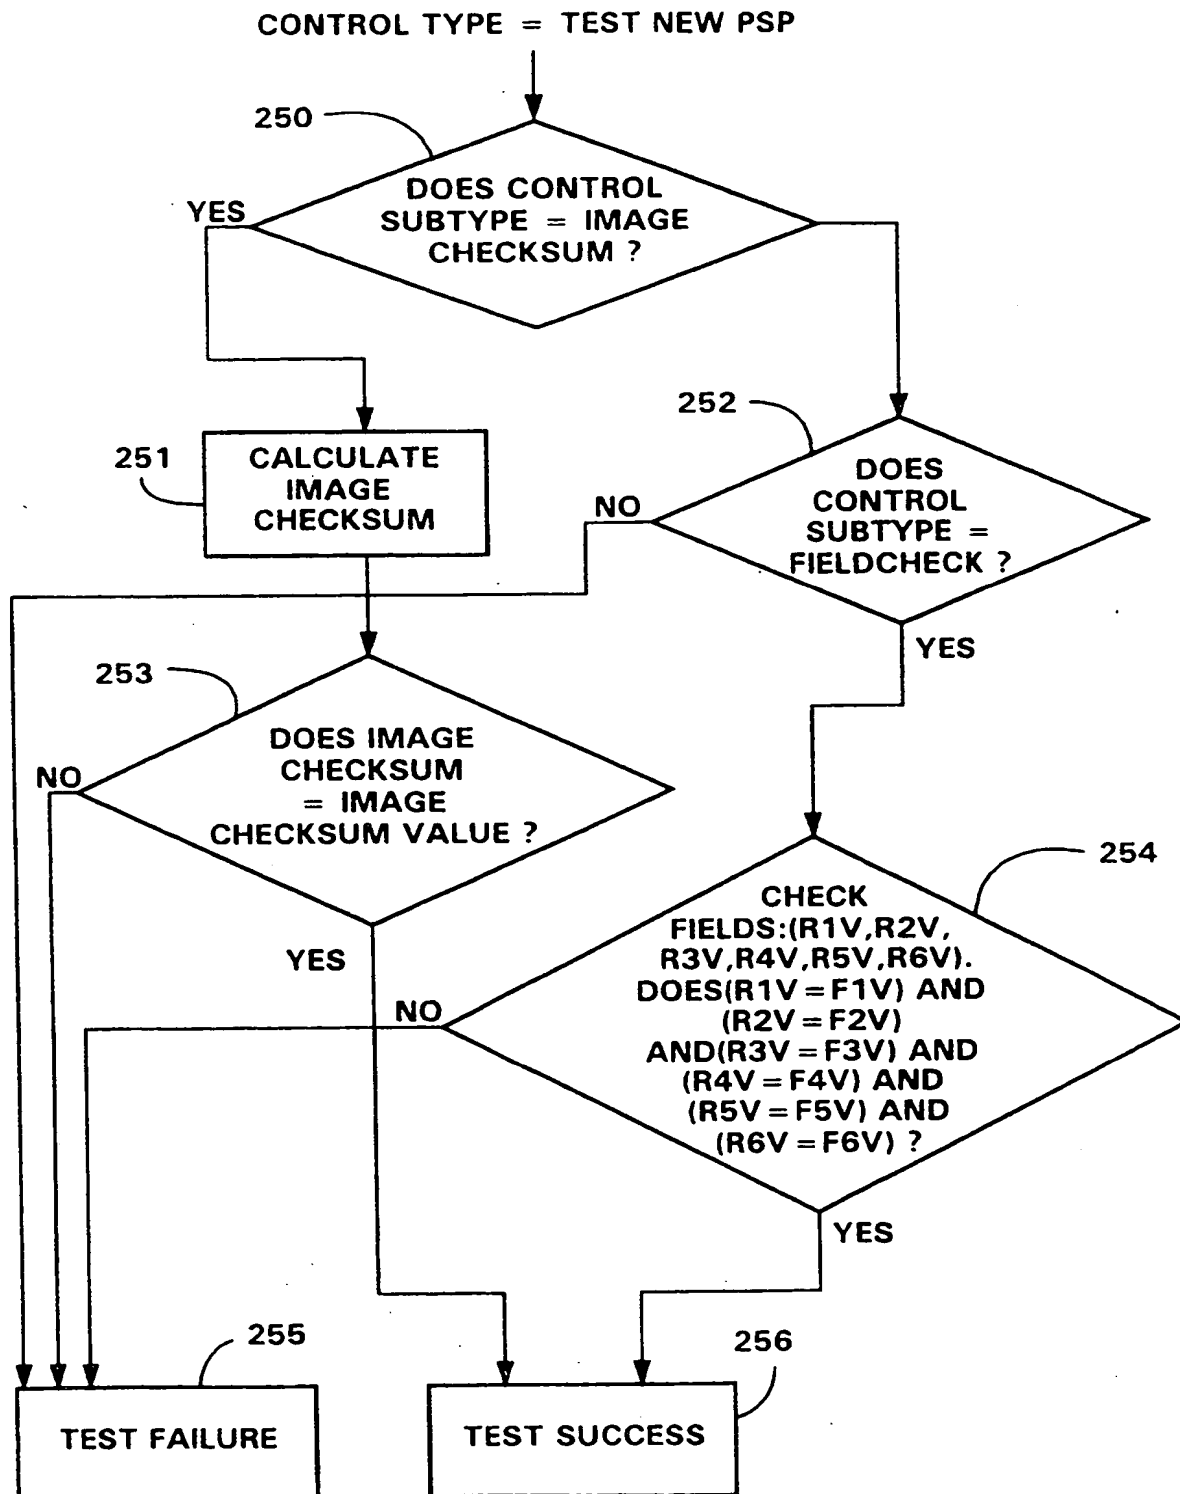 CONTROL TYPE = TEST NEW PSP
250
DOES CONTROL
SUBTYPE = IMAGE
CHECKSUM ?
YES
252
251
CALCULATE
IMAGE
CHECKSUM
NO
DOES
CONTROL
SUBTYPE =
FIELDCHECK ?
YES
253
DOES IMAGE
CHECKSUM
= IMAGE
CHECKSUM VALUE ?
NO
YES
254
CHECK
FIELDS:(R1V,R2V,
R3V,R4V,R5V,R6V).
DOES(R1V=F1V) AND
(R2V=F2V)
AND(R3V=F3V) AND
(R4V=F4V) AND
(R5V=F5V) AND
(R6V=F6V) ?
NO
YES
255
TEST FAILURE
256
TEST SUCCESS